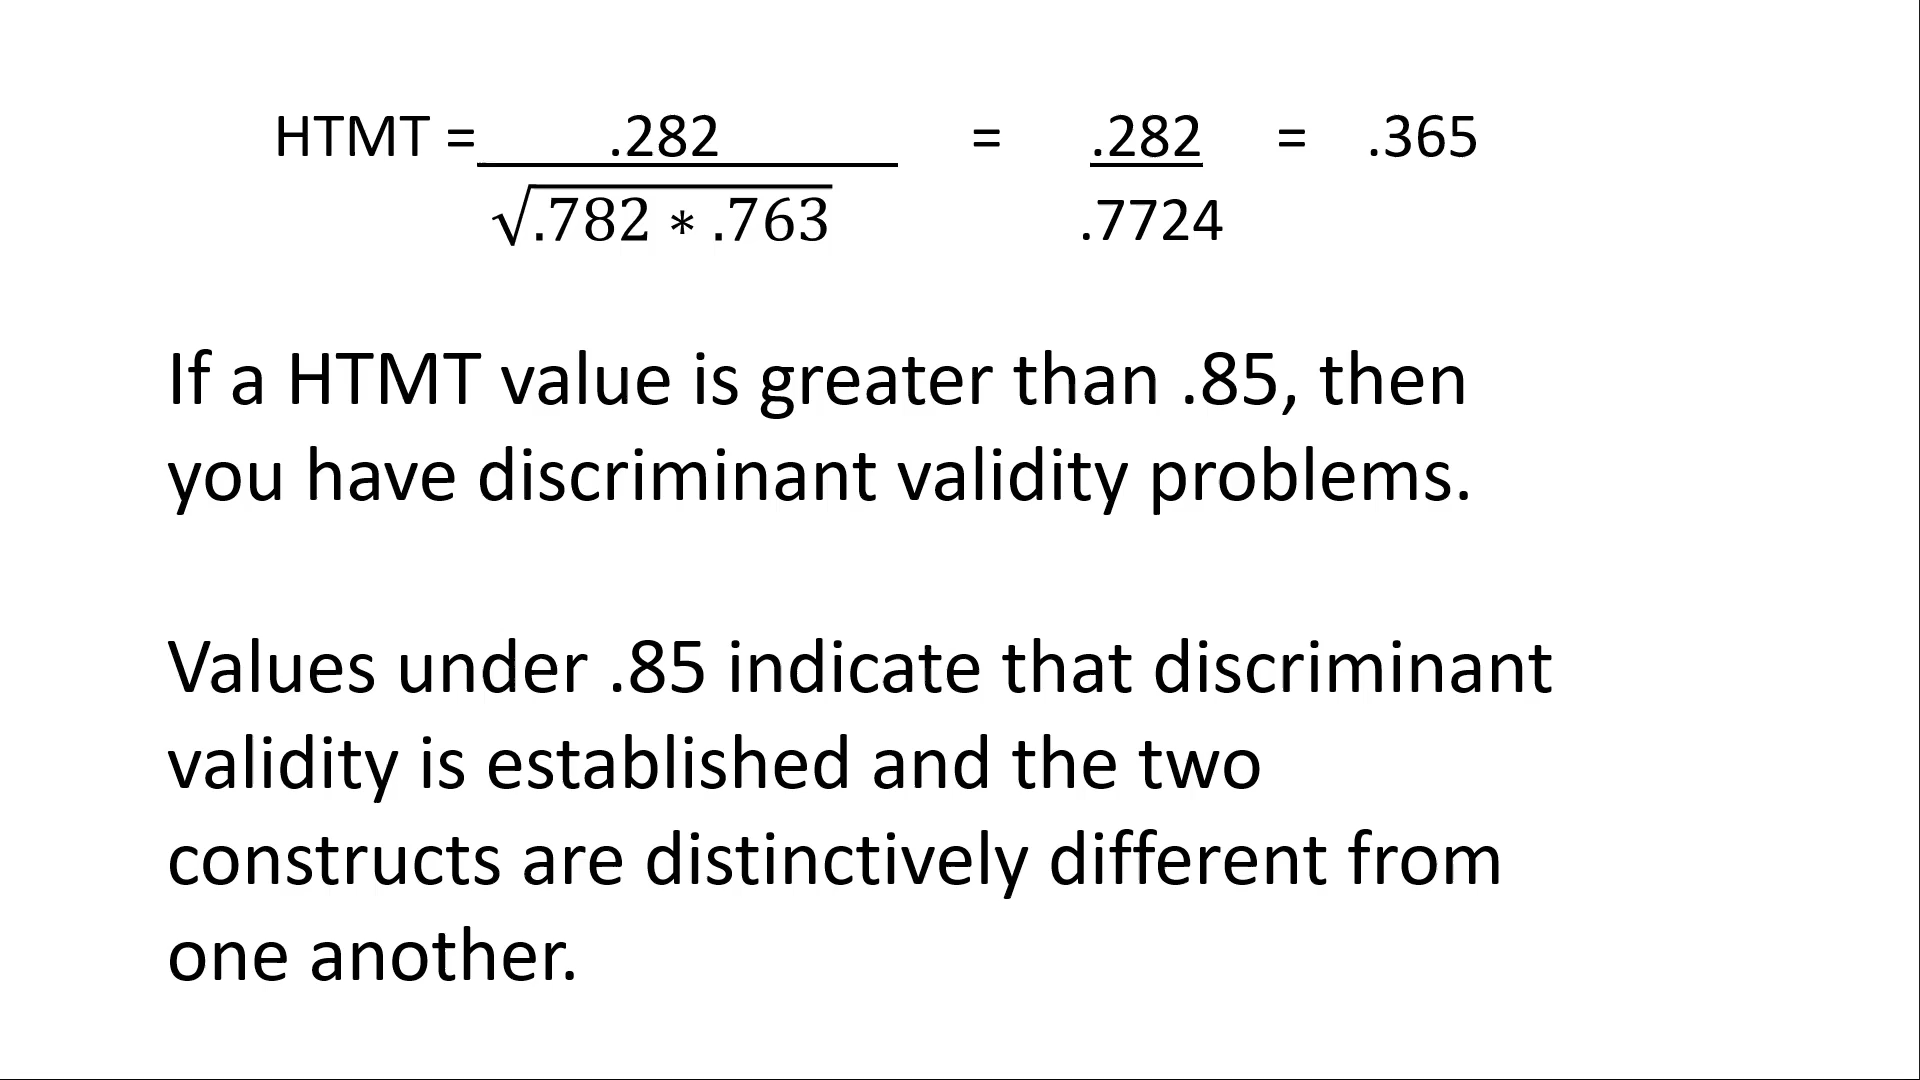 HTMT = .282 = .282 = .365
√.782 ∗ .763 .7724
If a HTMT value is greater than .85, then
you have discriminant validity problems.
Values under .85 indicate that discriminant
validity is established and the two
constructs are distinctively different from
one another.